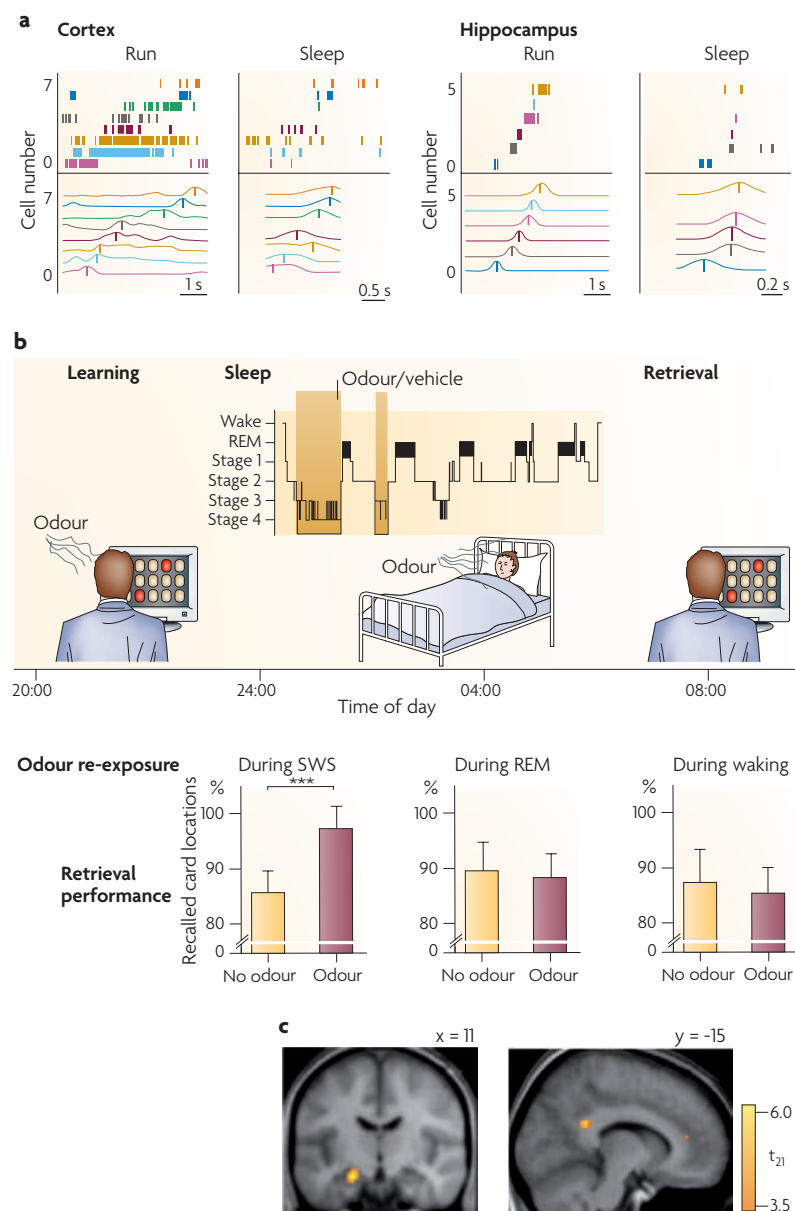 a
Cortex
Hippocampus
Run
Sleep
Run
Sleep
Cell number
7
0
7
0
1 s
0.5 s
Cell number
5
0
5
0
1 s
0.2 s
b
Learning
Sleep
Odour/vehicle
Retrieval
Wake
REM
Stage 1
Stage 2
Stage 3
Stage 4
Odour
Odour
20:00
24:00
04:00
08:00
Time of day
Odour re-exposure
During SWS
During REM
During waking
Retrieval
performance
Recalled card locations
%
***
100
90
80
0
No odour
Odour
%
100
90
80
0
No odour
Odour
%
100
90
80
0
No odour
Odour
c
x = 11
y = -15
6.0
t21
3.5